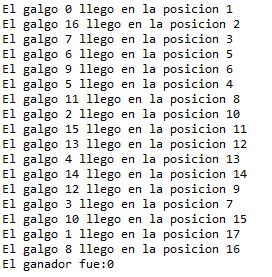 El galgo 0 llego en la posicion 1
El galgo 16 llego en la posicion 2
El galgo 7 llego en la posicion 3
El galgo 6 llego en la posicion 5
El galgo 9 llego en la posicion 6
El galgo 5 llego en la posicion 4
El galgo 11 llego en la posicion 8
El galgo 2 llego en la posicion 10
El galgo 15 llego en la posicion 11
El galgo 13 llego en la posicion 12
El galgo 4 llego en la posicion 13
El galgo 14 llego en la posicion 14
El galgo 12 llego en la posicion 9
El galgo 3 llego en la posicion 7
El galgo 10 llego en la posicion 15
El galgo 1 llego en la posicion 17
El galgo 8 llego en la posicion 16
El ganador fue:0